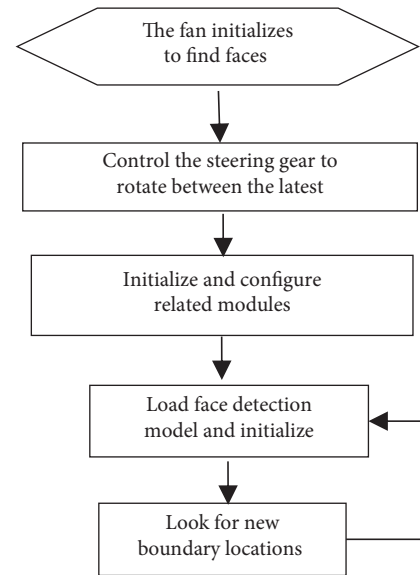 The fan initializes
to find faces
Control the steering gear to
rotate between the latest
Initialize and configure
related modules
Load face detection
model and initialize
Look for new
boundary locations